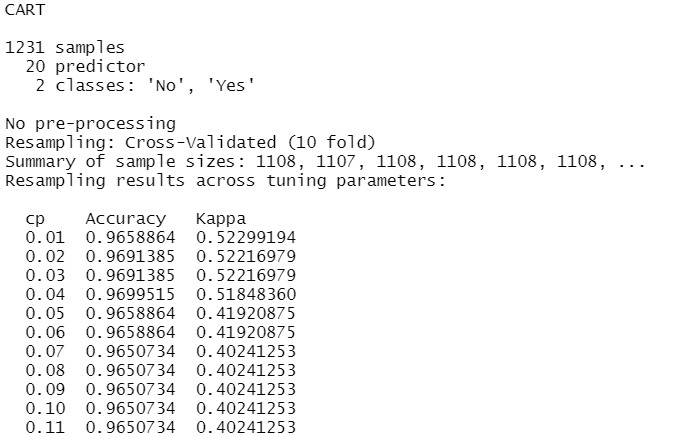 CART
1231 samples
20 predictor
2 classes: 'No', 'Yes'
No pre-processing
Resampling: Cross-Validated (10 fold)
Summary of sample sizes: 1108, 1107, 1108, 1108, 1108, 1108, ...
Resampling results across tuning parameters:
cp Accuracy Kappa
0.01 0.9658864 0.52299194
0.02 0.9691385 0.52216979
0.03 0.9691385 0.52216979
0.04 0.9699515 0.51848360
0.05 0.9658864 0.41920875
0.06 0.9658864 0.41920875
0.07 0.9650734 0.40241253
0.08 0.9650734 0.40241253
0.09 0.9650734 0.40241253
0.10 0.9650734 0.40241253
0.11 0.9650734 0.40241253